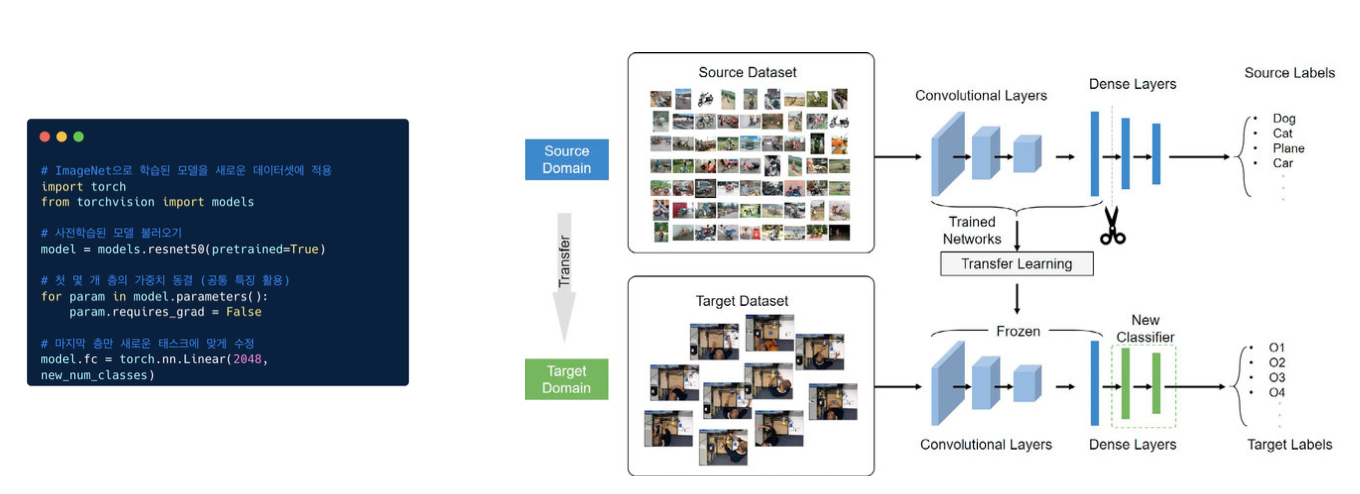 # ImageNet으로 학습된 모델을 새로운 데이터셋에 적용
import torch
from torchvision import models
# 사전학습된 모델 불러오기
model = models.resnet50(pretrained=True)
# 첫 몇 개 층의 가중치 동결 (공통 특징 활용)
for param in model.parameters():
    param.requires_grad = False
# 마지막 층만 새로운 태스크에 맞게 수정
model.fc = torch.nn.Linear(2048,
new_num_classes)
Source
Domain
Transfer
Target
Domain
Source Dataset
Convolutional Layers
Dense Layers
Source Labels
• Dog
• Cat
• Plane
• Car
Trained
Networks
Transfer Learning
Target Dataset
Frozen
New
Classifier
• O1
• O2
• O3
• O4
Convolutional Layers
Dense Layers
Target Labels